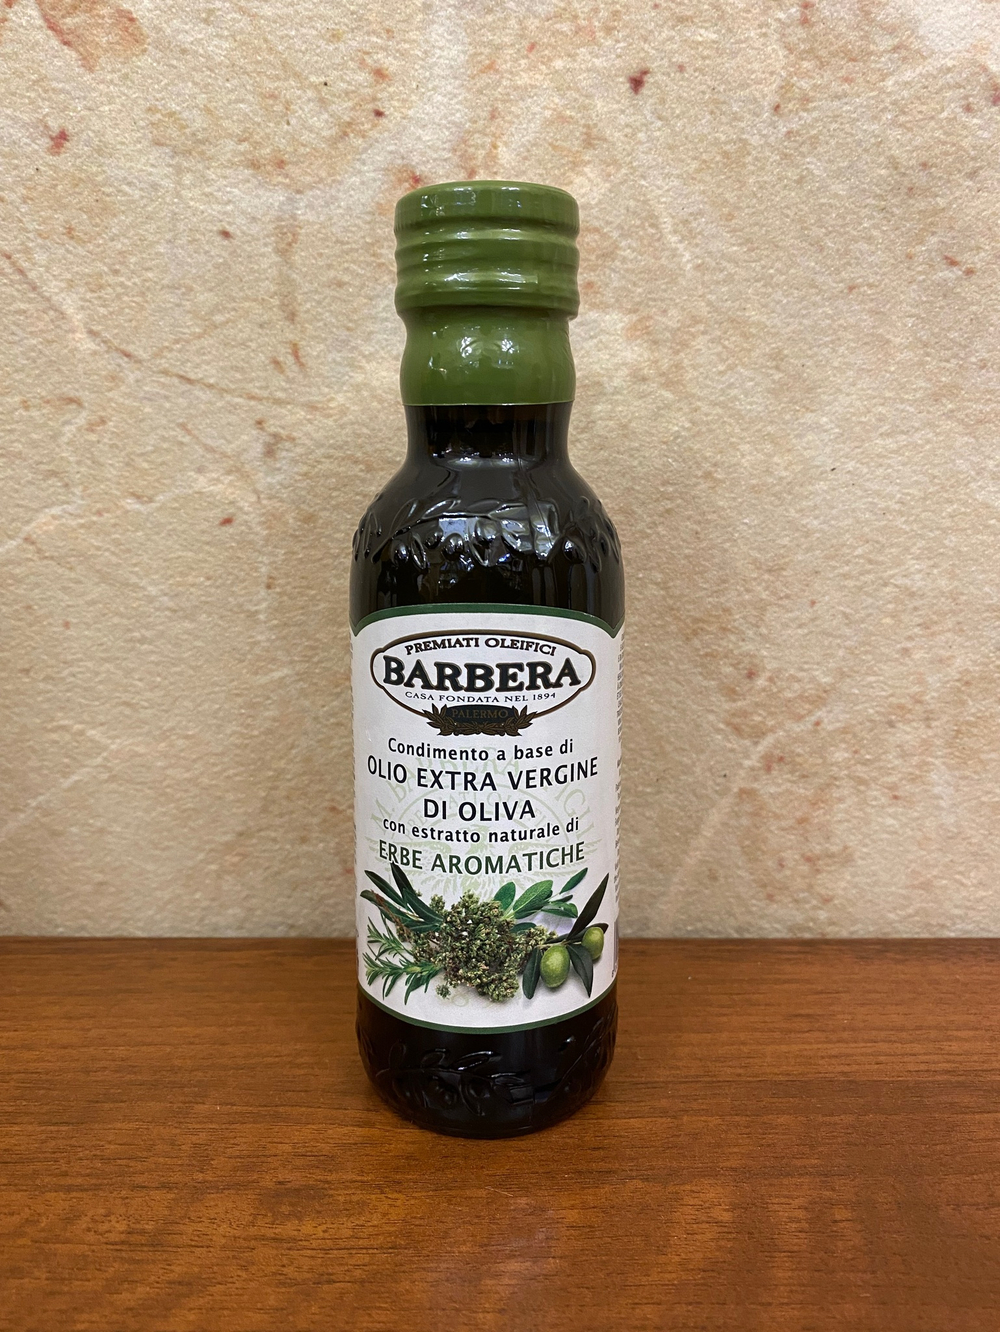 PREMIATI OLEIFICI
BARBERA
CASA FONDATA NEL 1894
PALERMO
Condimento a base di
OLIO EXTRA VERGINE
DI OLIVA
con estratto naturale di
ERBE AROMATICHE